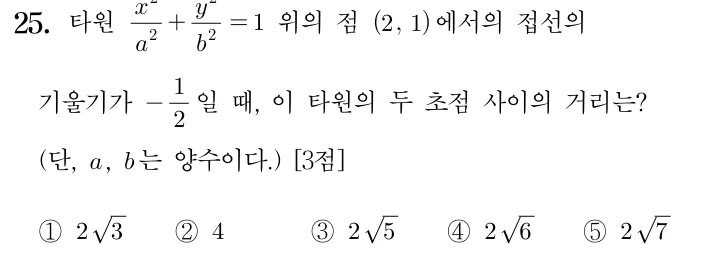 25. 타원 x²/a² + y²/b² = 1 위의 점 (2, 1)에서의 접선의
기울기가 -1/2일 때, 이 타원의 두 초점 사이의 거리는?
(단, a, b는 양수이다.) [3점]
① 2√3 ② 4 ③ 2√5 ④ 2√6 ⑤ 2√7